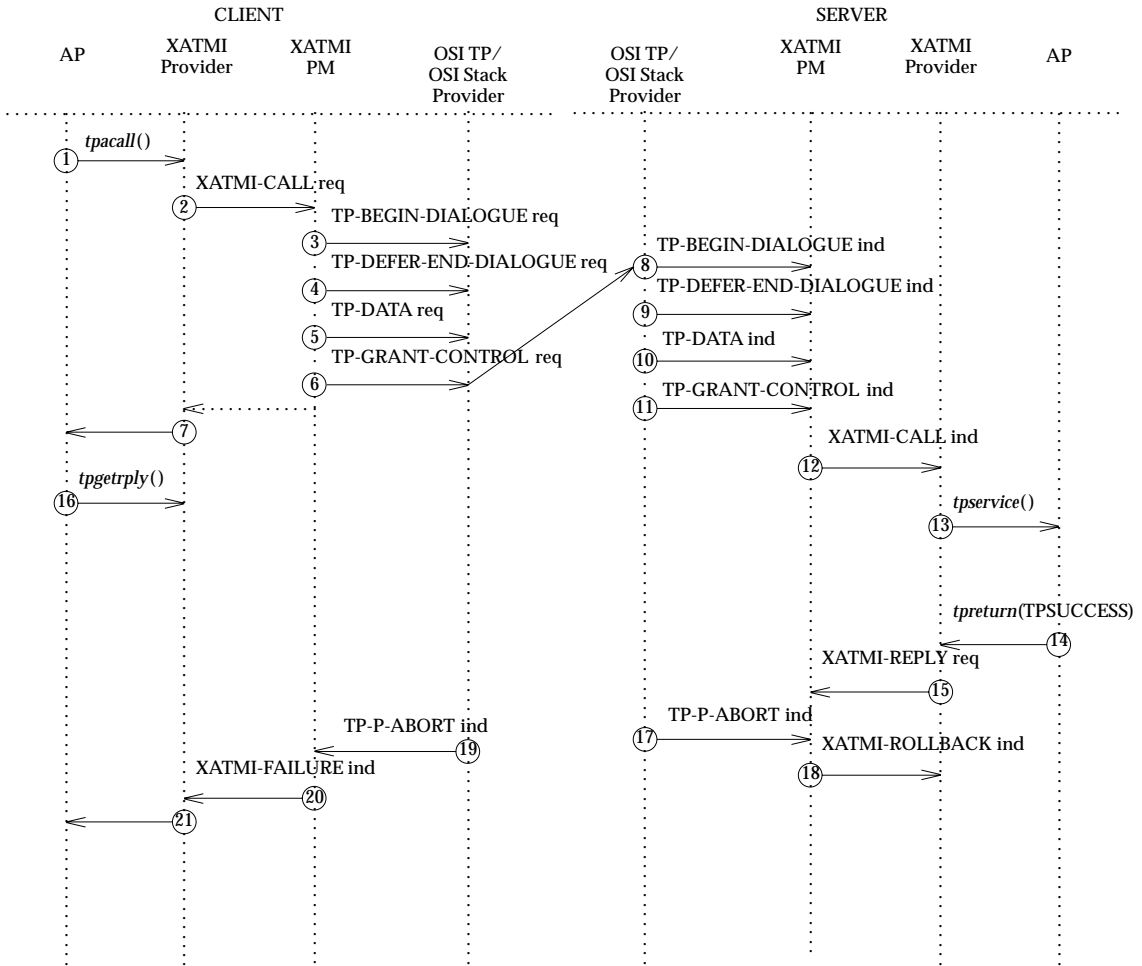 CLIENT
SERVER
AP
XATMI
Provider
XATMI
PM
OSI TP/
OSI Stack
Provider
OSI TP/
OSI Stack
Provider
XATMI
PM
XATMI
Provider
AP
tpacall()
1
XATMI-CALL req
2
TP-BEGIN-DIALOGUE req
3
TP-DEFER-END-DIALOGUE req
4
TP-DATA req
5
TP-GRANT-CONTROL req
6
7
TP-BEGIN-DIALOGUE ind
8
TP-DEFER-END-DIALOGUE ind
9
TP-DATA ind
10
TP-GRANT-CONTROL ind
11
XATMI-CALL ind
12
tpgetrply()
16
tpservice()
13
tpreturn(TPSUCCESS)
14
XATMI-REPLY req
15
TP-P-ABORT ind
17
XATMI-ROLLBACK ind
18
TP-P-ABORT ind
19
XATMI-FAILURE ind
20
21